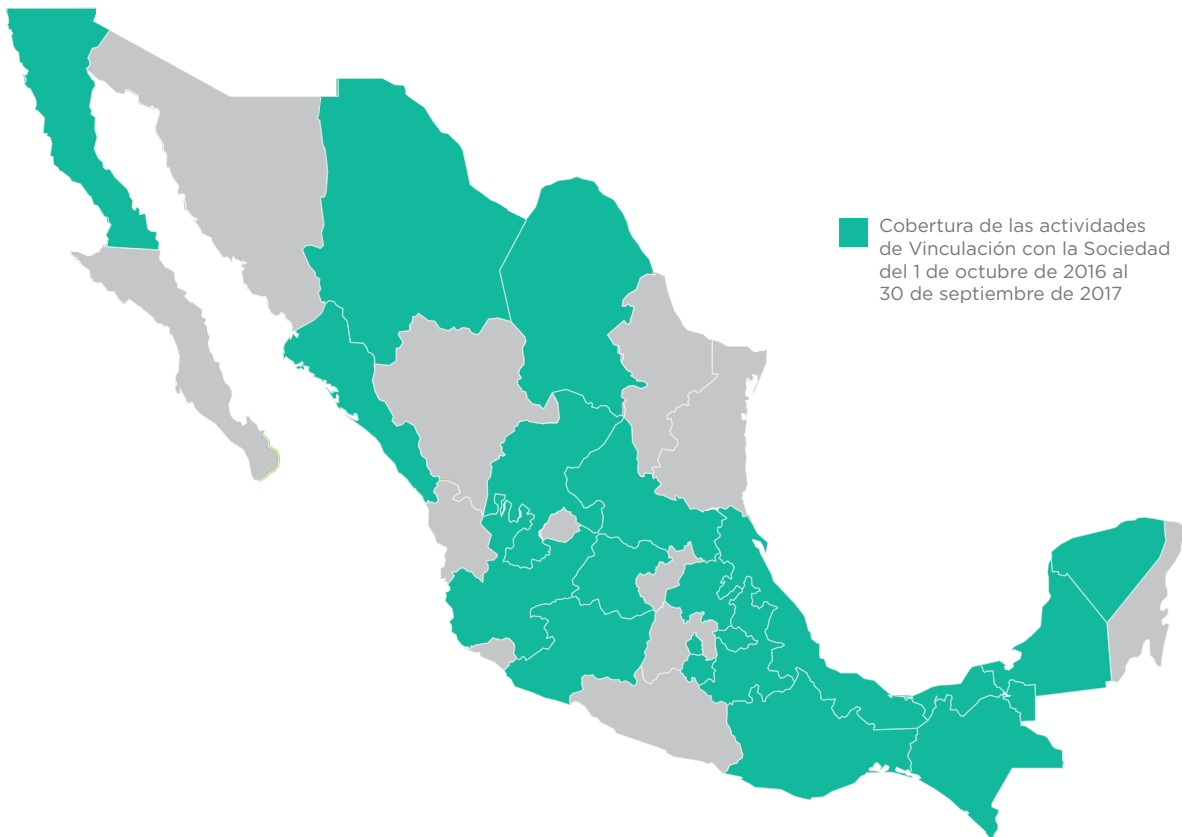 Cobertura de las actividades
de Vinculación con la Sociedad
del 1 de octubre de 2016 al
30 de septiembre de 2017